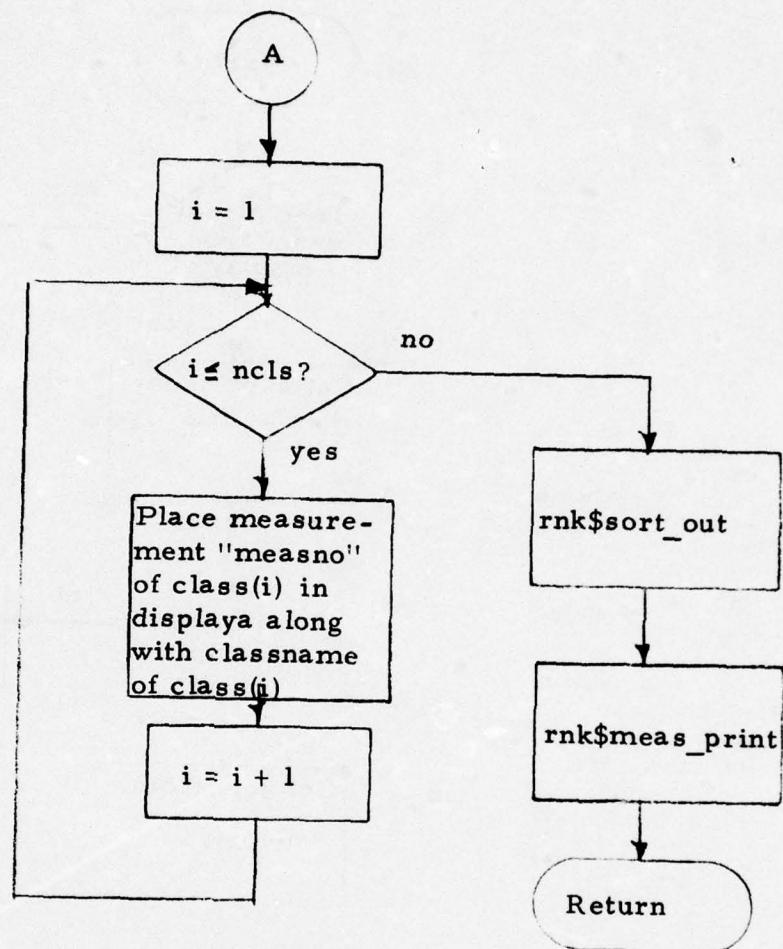 A
i = 1
i ≤ ncls?
no
yes
Place measure-
ment "measno"
of class(i) in
displaya along
with classname
of class(i)
i = i + 1
rnk$sort_out
rnk$meas_print
Return